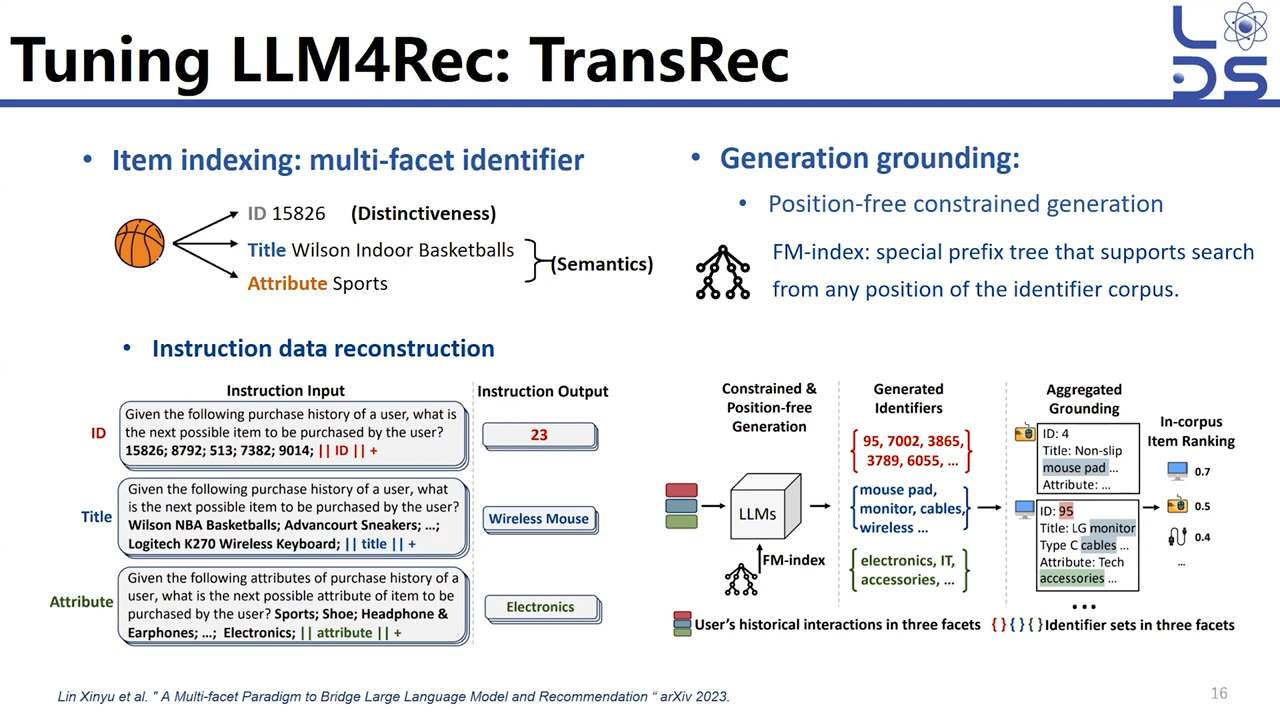 Tuning LLM4Rec: TransRec
LDS
• Item indexing: multi-facet identifier
ID 15826 (Distinctiveness)
Title Wilson Indoor Basketballs
(Semantics)
Attribute Sports
• Instruction data reconstruction
Instruction Input
Instruction Output
ID
Given the following purchase history of a user, what is
the next possible item to be purchased by the user?
15826; 8792; 513; 7382; 9014; || ID || +
23
Title
Given the following purchase history of a user, what
is the next possible item to be purchased by the user?
Wilson NBA Basketballs; Advancourt Sneakers; …;
Logitech K270 Wireless Keyboard; || title || +
Wireless Mouse
Attribute
Given the following attributes of purchase history of a
user, what is the next possible attribute of item to be
purchased by the user? Sports; Shoe; Headphone &
Earphones; …; Electronics; || attribute || +
Electronics
• Generation grounding:
• Position-free constrained generation
FM-index: special prefix tree that supports search
from any position of the identifier corpus.
Constrained &
Position-free
Generation
LLMs
FM-index
Generated
Identifiers
95, 7002, 3865,
3789, 6055, …
mouse pad,
monitor, cables,
wireless …
electronics, IT,
accessories, …
Aggregated
Grounding
ID: 4
Title: Non-slip
mouse pad …
Attribute: …
ID: 95
Title: LG monitor
Type C cables …
Attribute: Tech
accessories …
•••
In-corpus
Item Ranking
0.7
0.5
0.4
…
User's historical interactions in three facets
{ } { } { } Identifier sets in three facets
Lin Xinyu et al. " A Multi-facet Paradigm to Bridge Large Language Model and Recommendation “ arXiv 2023.
16